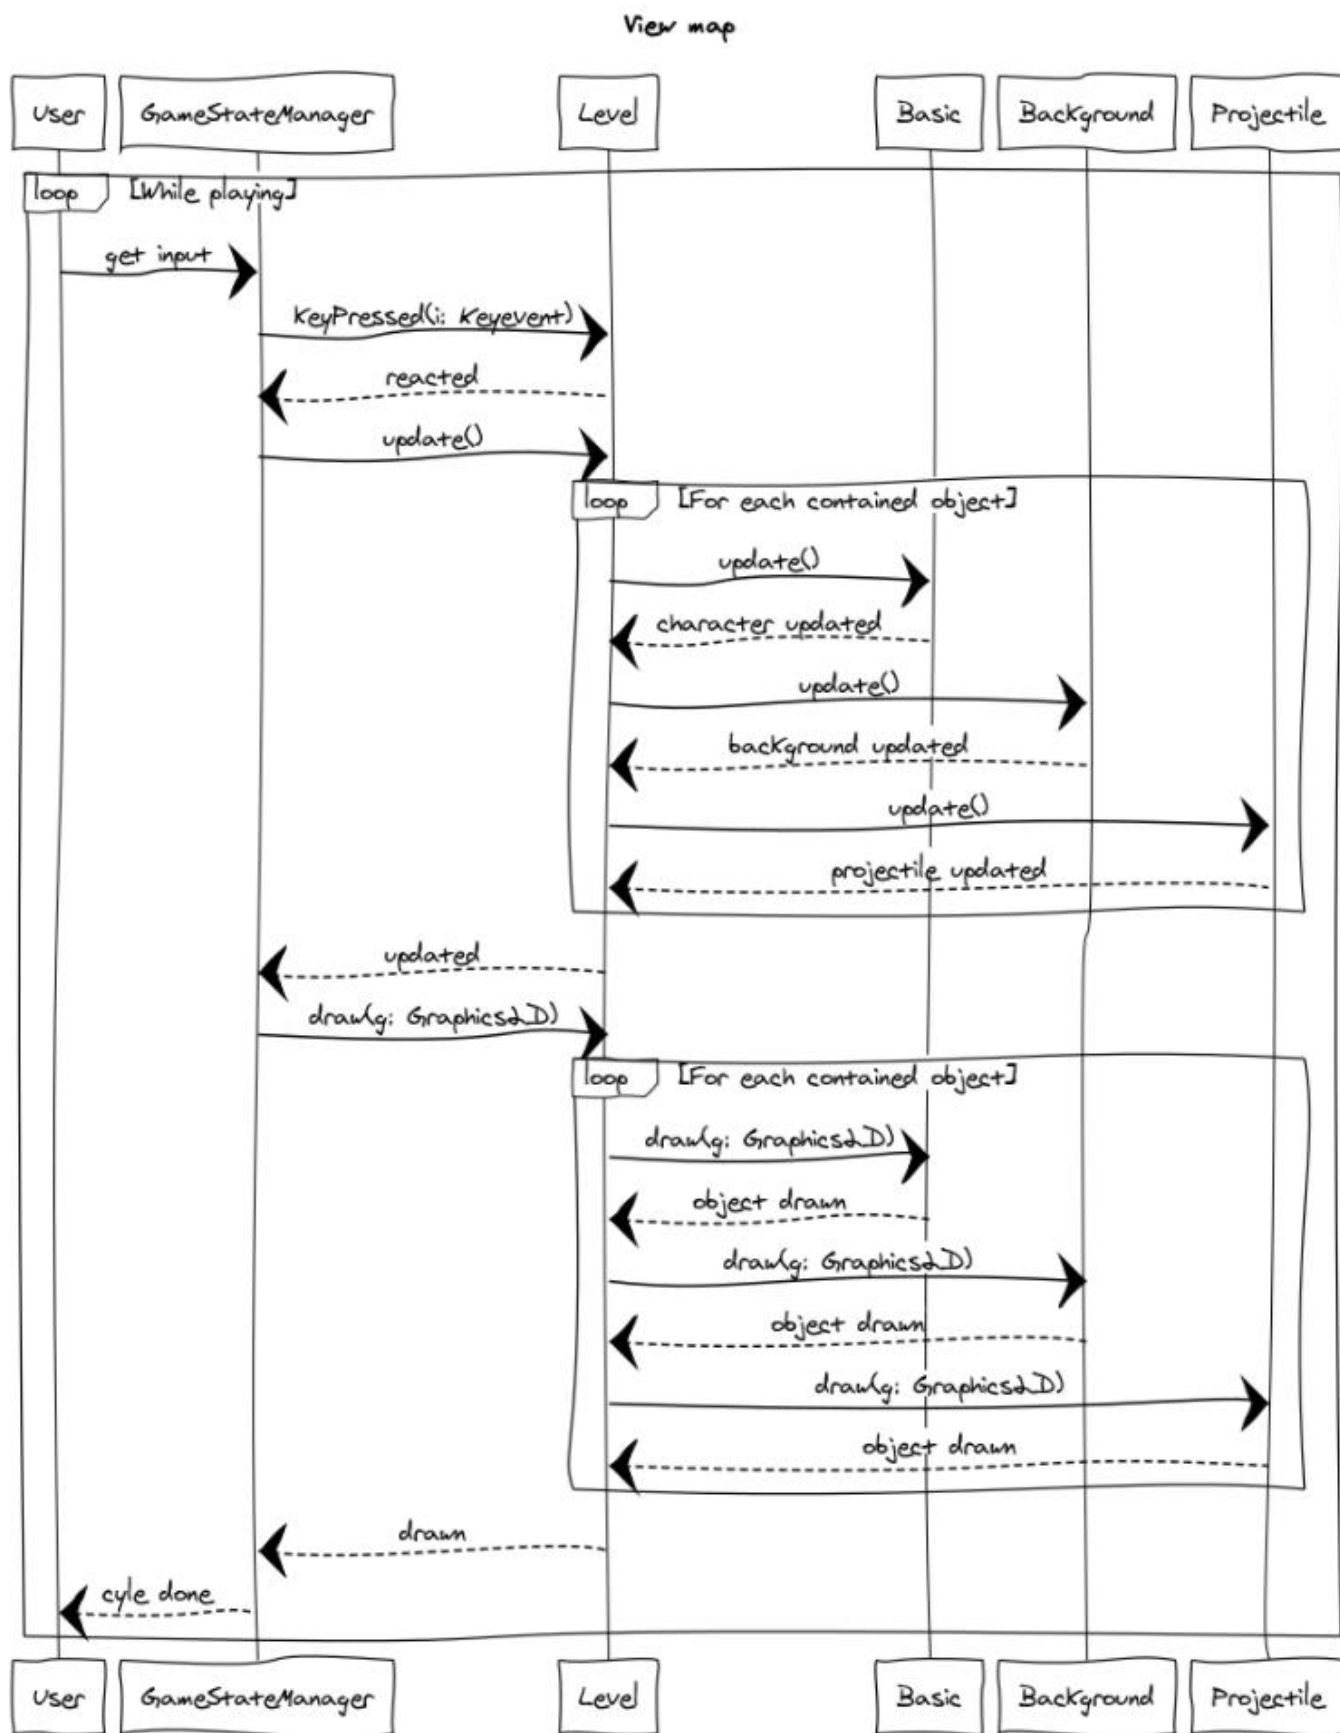 View map
User GameStateManager Level Basic Background Projectile
loop [While playing]
get input
KeyPressed(i: Keyevent)
reacted
update()
loop [For each contained object]
update()
character updated
update()
background updated
update()
projectile updated
updated
draw(g: Graphics2D)
loop [For each contained object]
draw(g: Graphics2D)
object drawn
draw(g: Graphics2D)
object drawn
draw(g: Graphics2D)
object drawn
drawn
cyle done
User GameStateManager Level Basic Background Projectile